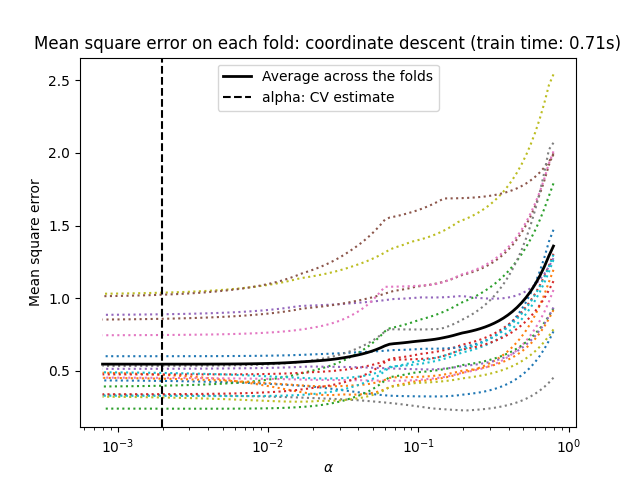 Mean square error on each fold: coordinate descent (train time: 0.71s)
Average across the folds
alpha: CV estimate
Mean square error
2.5
2.0
1.5
1.0
0.5
10⁻³ 10⁻² 10⁻¹ 10⁰
α